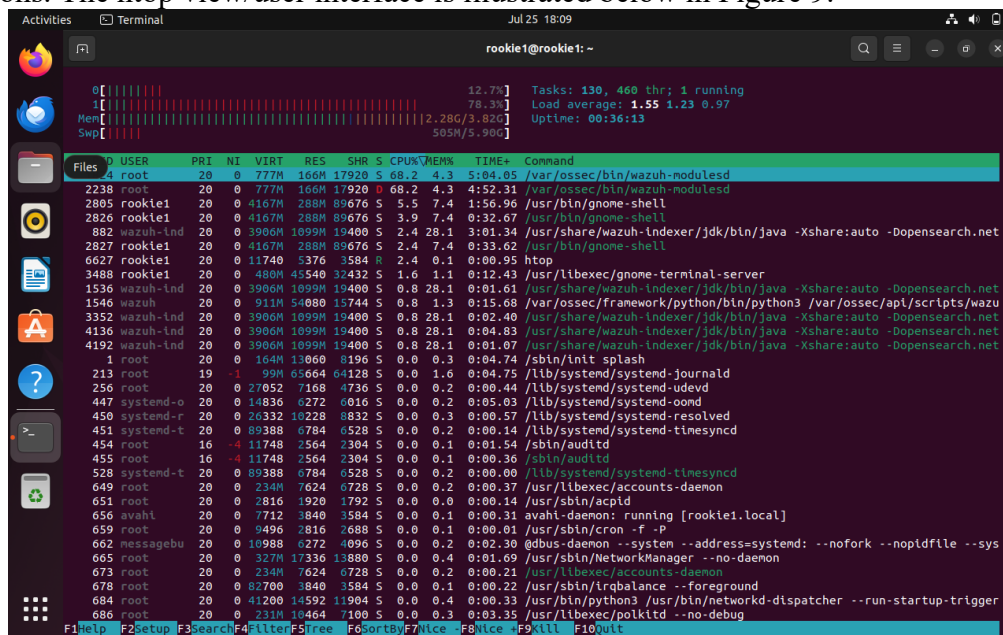 ons. The htop view/user interface is illustrated below in Figure 9.
Activities Terminal Jul 25 18:09
rookie1@rookie1: ~
0[|||||||| 12.7%] Tasks: 130, 460 thr; 1 running
1[|||||||||||||||||||||||||||||||||||||||| 78.3%] Load average: 1.55 1.23 0.97
Mem[||||||||||||||||||||||||||||||||||||||||||2.28G/3.82G] Uptime: 00:36:13
Swp[||||| 505M/5.90G]
Files
D USER PRI NI VIRT RES SHR S CPU%▽MEM% TIME+ Command
24 root 20 0 777M 166M 17920 S 68.2 4.3 5:04.05 /var/ossec/bin/wazuh-modulesd
2238 root 20 0 777M 166M 17920 D 68.2 4.3 4:52.31 /var/ossec/bin/wazuh-modulesd
2805 rookie1 20 0 4167M 288M 89676 S 5.5 7.4 1:56.96 /usr/bin/gnome-shell
2826 rookie1 20 0 4167M 288M 89676 S 3.9 7.4 0:32.67 /usr/bin/gnome-shell
882 wazuh-ind 20 0 3906M 1099M 19400 S 2.4 28.1 3:01.34 /usr/share/wazuh-indexer/jdk/bin/java -Xshare:auto -Dopensearch.net
2827 rookie1 20 0 4167M 288M 89676 S 2.4 7.4 0:33.62 /usr/bin/gnome-shell
6627 rookie1 20 0 11740 5376 3584 R 2.4 0.1 0:00.95 htop
3488 rookie1 20 0 480M 45540 32432 S 1.6 1.1 0:12.43 /usr/libexec/gnome-terminal-server
1536 wazuh-ind 20 0 3906M 1099M 19400 S 0.8 28.1 0:01.61 /usr/share/wazuh-indexer/jdk/bin/java -Xshare:auto -Dopensearch.net
1546 wazuh 20 0 911M 54080 15744 S 0.8 1.3 0:15.68 /var/ossec/framework/python/bin/python3 /var/ossec/api/scripts/wazu
3352 wazuh-ind 20 0 3906M 1099M 19400 S 0.8 28.1 0:02.40 /usr/share/wazuh-indexer/jdk/bin/java -Xshare:auto -Dopensearch.net
4136 wazuh-ind 20 0 3906M 1099M 19400 S 0.8 28.1 0:04.83 /usr/share/wazuh-indexer/jdk/bin/java -Xshare:auto -Dopensearch.net
4192 wazuh-ind 20 0 3906M 1099M 19400 S 0.8 28.1 0:01.07 /usr/share/wazuh-indexer/jdk/bin/java -Xshare:auto -Dopensearch.net
1 root 20 0 164M 13060 8196 S 0.0 0.3 0:04.74 /sbin/init splash
213 root 19 -1 99M 65664 64128 S 0.0 1.6 0:04.75 /lib/systemd/systemd-journald
256 root 20 0 27052 7168 4736 S 0.0 0.2 0:00.44 /lib/systemd/systemd-udevd
447 systemd-o 20 0 14836 6272 6016 S 0.0 0.2 0:05.03 /lib/systemd/systemd-oomd
450 systemd-r 20 0 26332 10228 8832 S 0.0 0.3 0:00.57 /lib/systemd/systemd-resolved
451 systemd-t 20 0 89388 6784 6528 S 0.0 0.2 0:00.14 /lib/systemd/systemd-timesyncd
454 root 16 -4 11748 2564 2304 S 0.0 0.1 0:01.54 /sbin/auditd
455 root 16 -4 11748 2564 2304 S 0.0 0.1 0:00.36 /sbin/auditd
528 systemd-t 20 0 89388 6784 6528 S 0.0 0.2 0:00.00 /lib/systemd/systemd-timesyncd
649 root 20 0 234M 7624 6728 S 0.0 0.2 0:00.37 /usr/libexec/accounts-daemon
651 root 20 0 2816 1920 1792 S 0.0 0.0 0:00.14 /usr/sbin/acpid
656 avahi 20 0 7712 3840 3584 S 0.0 0.1 0:00.31 avahi-daemon: running [rookie1.local]
659 root 20 0 9496 2816 2688 S 0.0 0.1 0:00.01 /usr/sbin/cron -f -P
662 messagebu 20 0 10988 6272 4096 S 0.0 0.2 0:02.30 @dbus-daemon --system --address=systemd: --nofork --nopidfile --sys
665 root 20 0 327M 17336 13880 S 0.0 0.4 0:01.69 /usr/sbin/NetworkManager --no-daemon
673 root 20 0 234M 7624 6728 S 0.0 0.2 0:00.21 /usr/libexec/accounts-daemon
678 root 20 0 82700 3840 3584 S 0.0 0.1 0:00.22 /usr/sbin/irqbalance --foreground
684 root 20 0 41200 14592 11904 S 0.0 0.4 0:00.33 /usr/bin/python3 /usr/bin/networkd-dispatcher --run-startup-trigger
686 root 20 0 231M 10464 7100 S 0.0 0.3 0:03.35 /usr/libexec/polkitd --no-debug
F1Help F2Setup F3SearchF4FilterF5Tree F6SortByF7Nice -F8Nice +F9Kill F10Quit